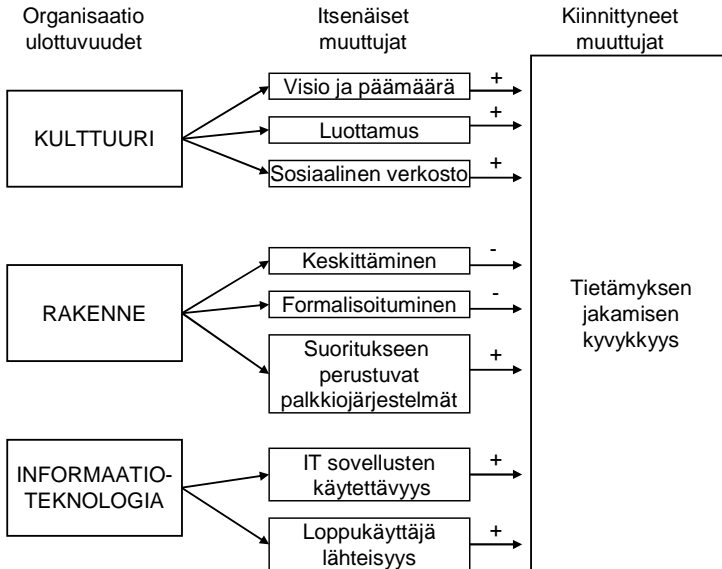 Organisaatio
ulottuvuudet
Itsenäiset
muuttujat
Kiinnittyneet
muuttujat
KULTTUURI
Visio ja päämäärä
+
Luottamus
+
Sosiaalinen verkosto
+
RAKENNE
Keskittäminen
-
Formalisoituminen
-
Suoritukseen
perustuvat
palkkiojärjestelmät
+
INFORMAATIO-
TEKNOLOGIA
IT sovellusten
käytettävyys
+
Loppukäyttäjä
lähteisyys
+
Tietämyksen
jakamisen
kyvykkyys